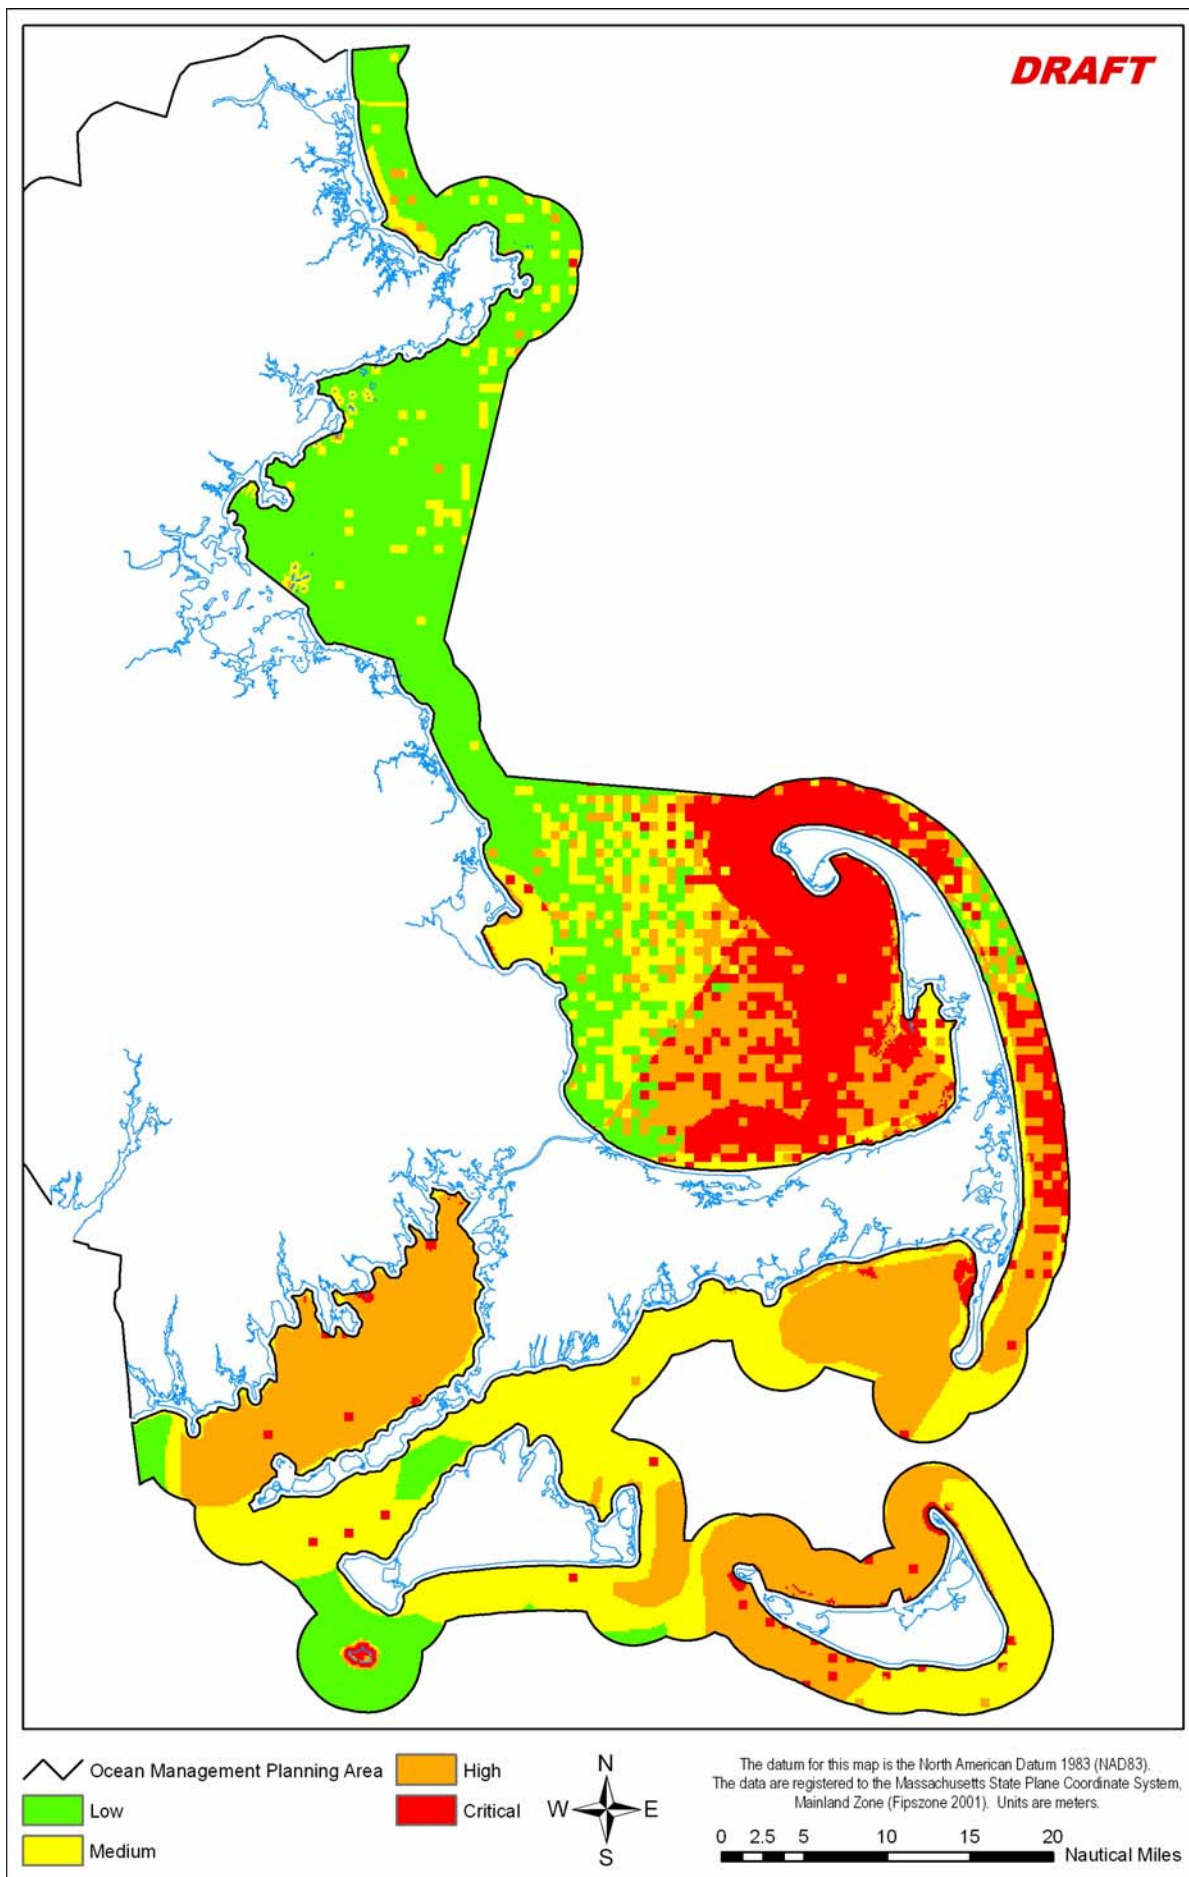 DRAFT
Ocean Management Planning Area
Low
Medium
High
Critical
N
W E
S
The datum for this map is the North American Datum 1983 (NAD83).
The data are registered to the Massachusetts State Plane Coordinate System,
Mainland Zone (Fipszone 2001). Units are meters.
0 2.5 5 10 15 20
Nautical Miles